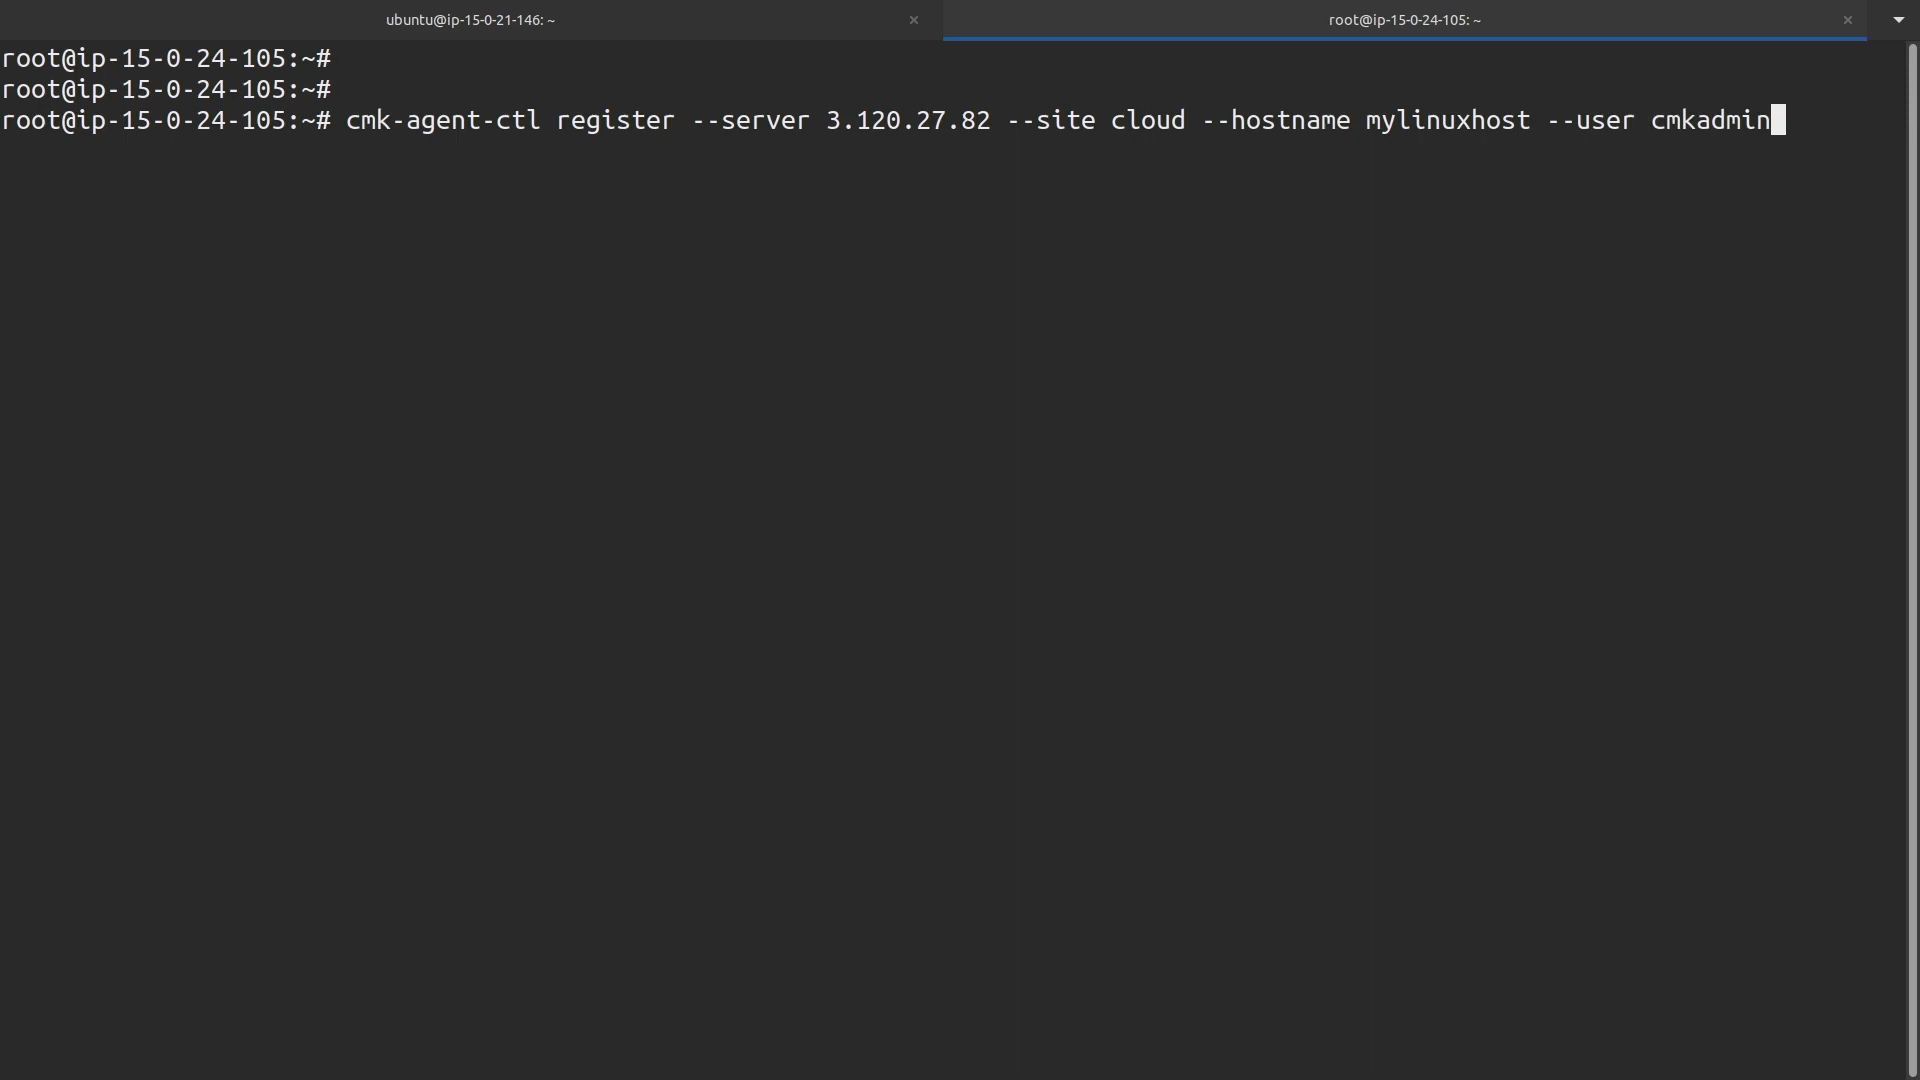 ubuntu@ip-15-0-21-146: ~ × root@ip-15-0-24-105: ~ ×
root@ip-15-0-24-105:~#
root@ip-15-0-24-105:~#
root@ip-15-0-24-105:~# cmk-agent-ctl register --server 3.120.27.82 --site cloud --hostname mylinuxhost --user cmkadmin